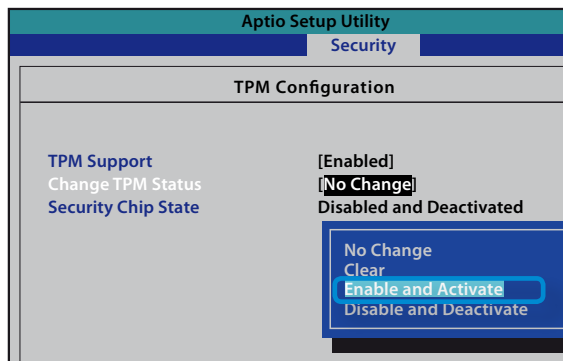 Aptio Setup Utility
Security
TPM Configuration
TPM Support [Enabled]
Change TPM Status [No Change]
Security Chip State Disabled and Deactivated
No Change
Clear
Enable and Activate
Disable and Deactivate